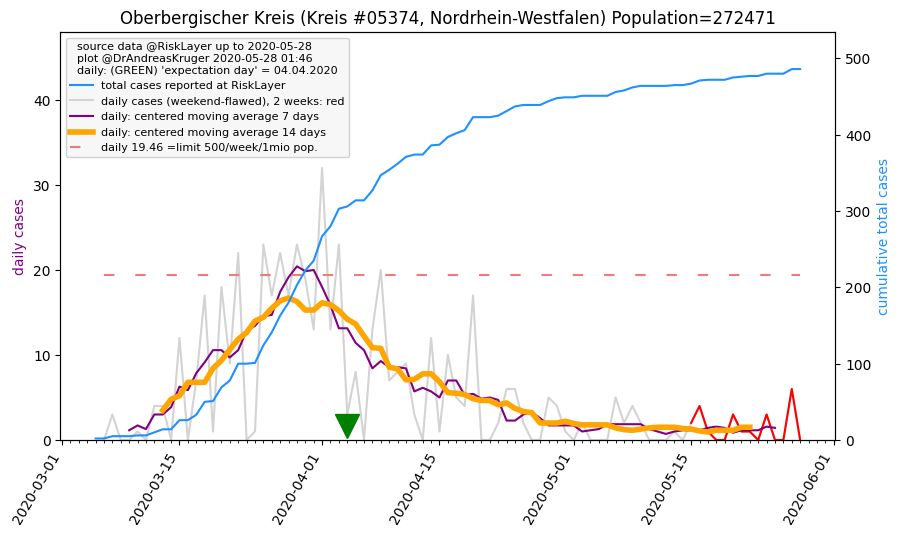 Oberbergischer Kreis (Kreis #05374, Nordrhein-Westfalen) Population=272471
source data @RiskLayer up to 2020-05-28
plot @DrAndreasKruger 2020-05-28 01:46
daily: (GREEN) 'expectation day' = 04.04.2020
total cases reported at RiskLayer
daily cases (weekend-flawed), 2 weeks: red
daily: centered moving average 7 days
daily: centered moving average 14 days
daily 19.46 =limit 500/week/1mio pop.
daily cases
40
30
20
10
0
500
400
300
200
100
0
cumulative total cases
2020-03-01
2020-03-15
2020-04-01
2020-04-15
2020-05-01
2020-05-15
2020-06-01